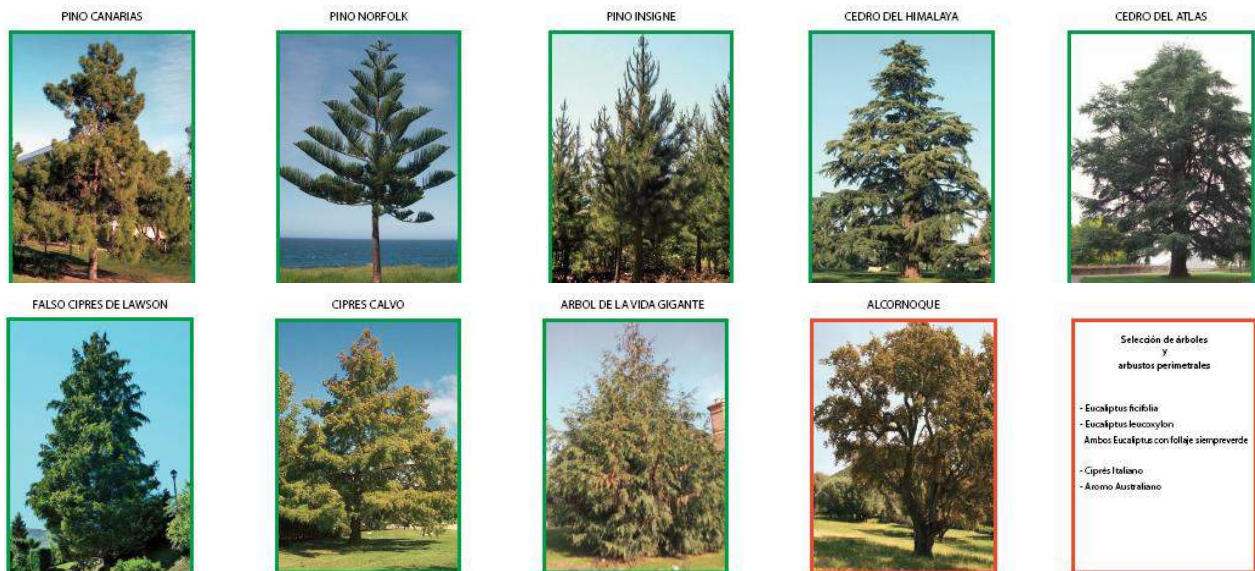 PINO CANARIAS
PINO NORFOLK
PINO INSIGNE
CEDRO DEL HIMALAYA
CEDRO DEL ATLAS
FALSO CIPRES DE LAWSON
CIPRES CALVO
ARBOL DE LA VIDA GIGANTE
ALCORNOQUE
Selección de árboles
y
arbustos perimetrales
- Eucaliptus ficifolia
- Eucaliptus leucoxylon
Ambos Eucaliptus con follaje siempreverde
- Ciprés Italiano
- Aromo Australiano